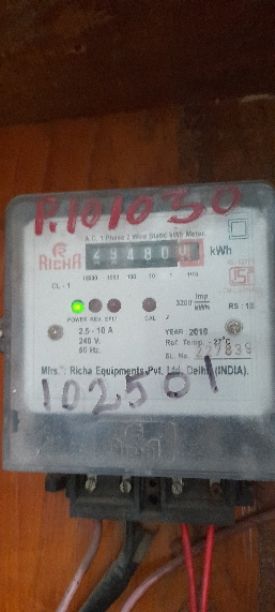 P.101030
A.C. 1 Phase 2 Wire Static kWh Meter
RICHA
kWh
10000 1000 100 10 1 1/10
CL - 1
3200 imp/kWh
RS : 10
POWER REV. EFL CAL
2.5 - 10 A
240 V.
50 Hz.
YEAR : 2010
Ref. Temp. - 27°C
SL. No.
Mfrs.: Richa Equipments Pvt. Ltd. Delhi (INDIA).
102501